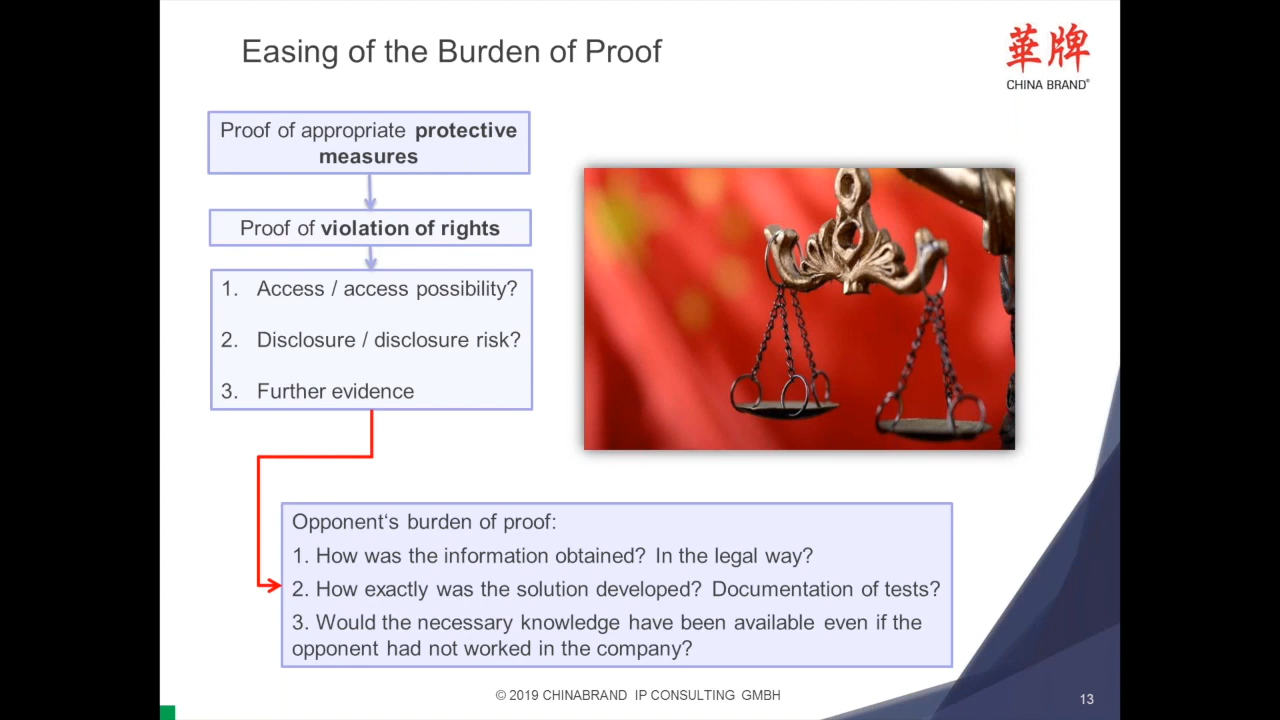 Easing of the Burden of Proof
華牌
CHINA BRAND®
Proof of appropriate protective
measures
Proof of violation of rights
1. Access / access possibility?
2. Disclosure / disclosure risk?
3. Further evidence
Opponent‘s burden of proof:
1. How was the information obtained? In the legal way?
2. How exactly was the solution developed? Documentation of tests?
3. Would the necessary knowledge have been available even if the
opponent had not worked in the company?
© 2019 CHINABRAND IP CONSULTING GMBH
13